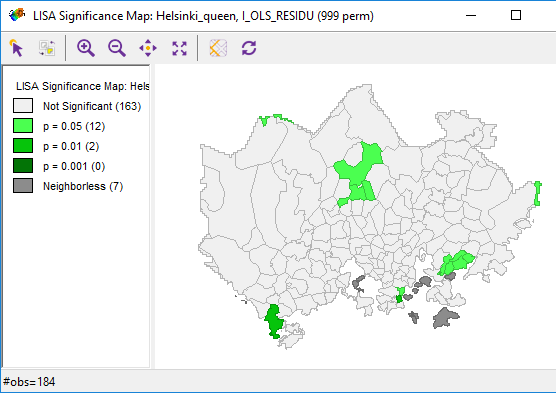 LISA Significance Map: Helsinki_queen, I_OLS_RESIDU (999 perm)
LISA Significance Map: Hels
Not Significant (163)
p = 0.05 (12)
p = 0.01 (2)
p = 0.001 (0)
Neighborless (7)
#obs=184